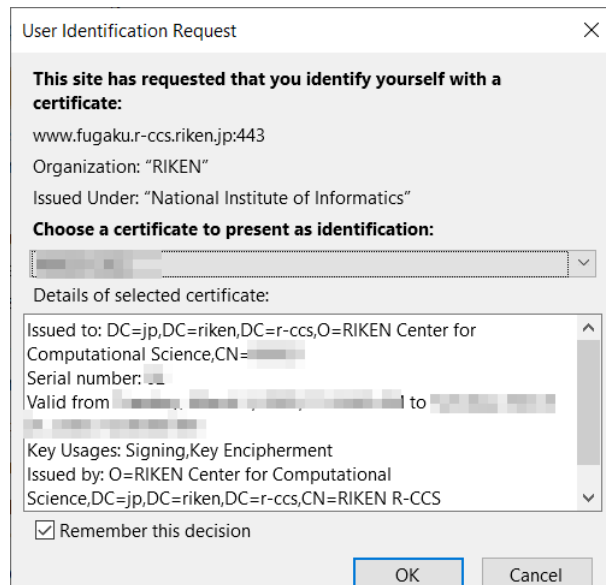 User Identification Request
This site has requested that you identify yourself with a
certificate:
www.fugaku.r-ccs.riken.jp:443
Organization: “RIKEN”
Issued Under: “National Institute of Informatics”
Choose a certificate to present as identification:
Details of selected certificate:
Issued to: DC=jp,DC=riken,DC=r-ccs,O=RIKEN Center for
Computational Science,CN=
Serial number:
Valid from to
Key Usages: Signing,Key Encipherment
Issued by: O=RIKEN Center for Computational
Science,DC=jp,DC=riken,DC=r-ccs,CN=RIKEN R-CCS
Remember this decision
OK Cancel